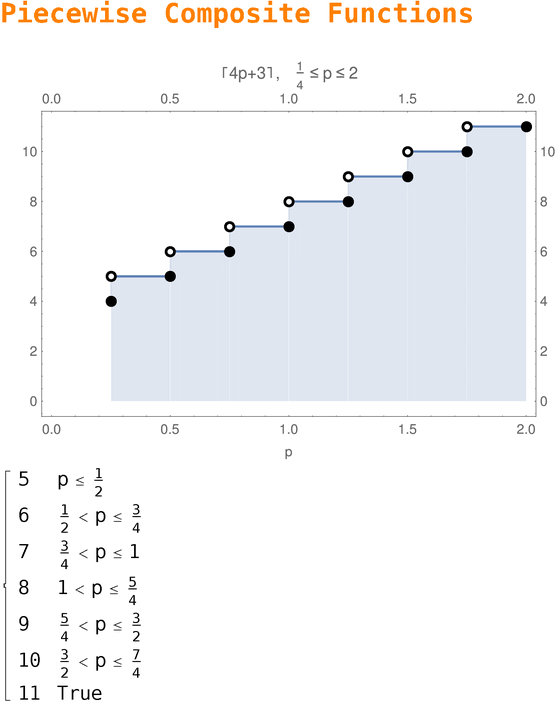 Piecewise Composite Functions
⌈4p+3⌉, 1/4 ≤ p ≤ 2
0.0 0.5 1.0 1.5 2.0
10 10
8 8
6 6
4 4
2 2
0 0
0.0 0.5 1.0 1.5 2.0
p
5 p ≤ 1/2
6 1/2 < p ≤ 3/4
7 3/4 < p ≤ 1
8 1 < p ≤ 5/4
9 5/4 < p ≤ 3/2
10 3/2 < p ≤ 7/4
11 True